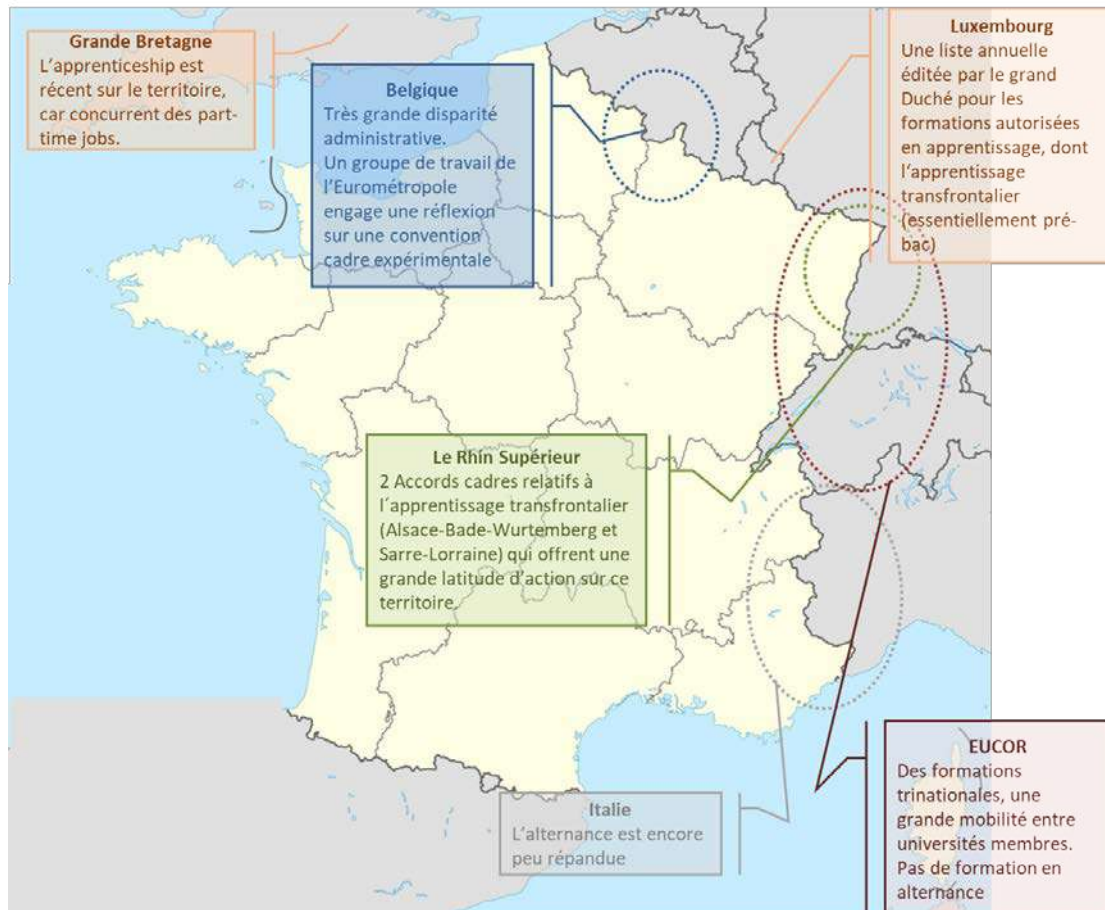 Grande Bretagne
L'apprenticeship est
récent sur le territoire,
car concurrent des part-
time jobs.
Belgique
Très grande disparité
administrative.
Un groupe de travail de
l'Eurométropole
engage une réflexion
sur une convention
cadre expérimentale
Luxembourg
Une liste annuelle
éditée par le grand
Duché pour les
formations autorisées
en apprentissage, dont
l'apprentissage
transfrontalier
(essentiellement pré-
bac)
Le Rhin Supérieur
2 Accords cadres relatifs à
l´apprentissage transfrontalier
(Alsace-Bade-Wurtemberg et
Sarre-Lorraine) qui offrent une
grande latitude d'action sur ce
territoire.
Italie
L'alternance est encore
peu répandue
EUCOR
Des formations
trinationales, une
grande mobilité entre
universités membres.
Pas de formation en
alternance